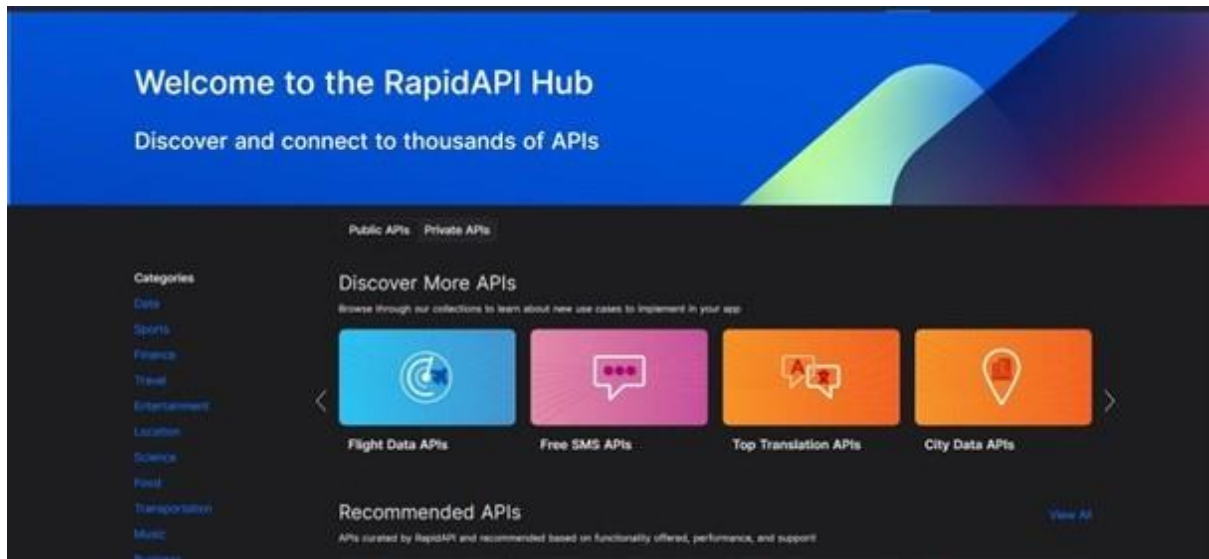 Welcome to the RapidAPI Hub
Discover and connect to thousands of APIs
Public APIs Private APIs
Categories
Data
Sports
Finance
Travel
Entertainment
Location
Science
Food
Transportation
Music
Business
Discover More APIs
Browse through our collections to learn about new use cases to implement in your app
Flight Data APIs
Free SMS APIs
Top Translation APIs
City Data APIs
Recommended APIs
View All
APIs curated by RapidAPI and recommended based on functionality offered, performance, and support!